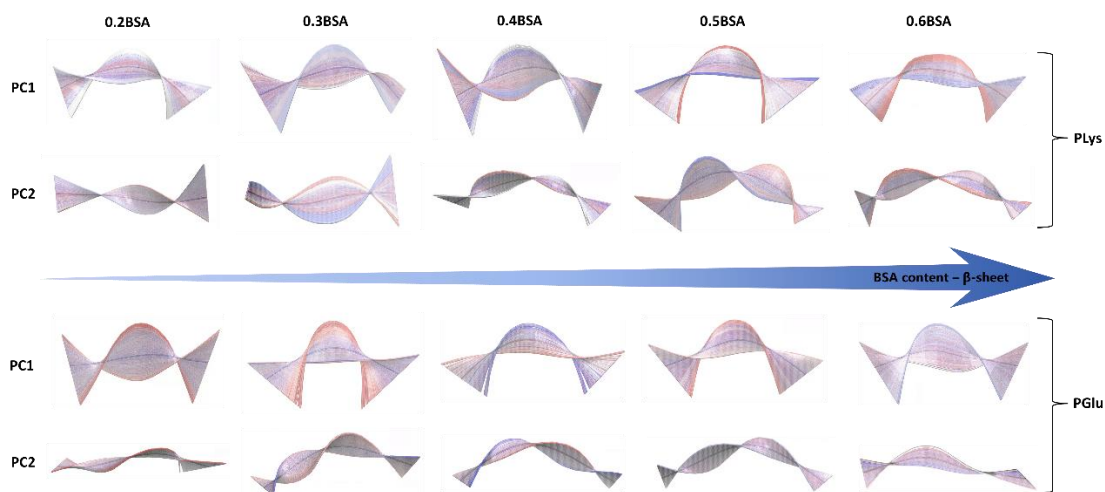 0.2BSA 0.3BSA 0.4BSA 0.5BSA 0.6BSA
PC1
PLys
PC2
BSA content – β-sheet
PC1
PGlu
PC2